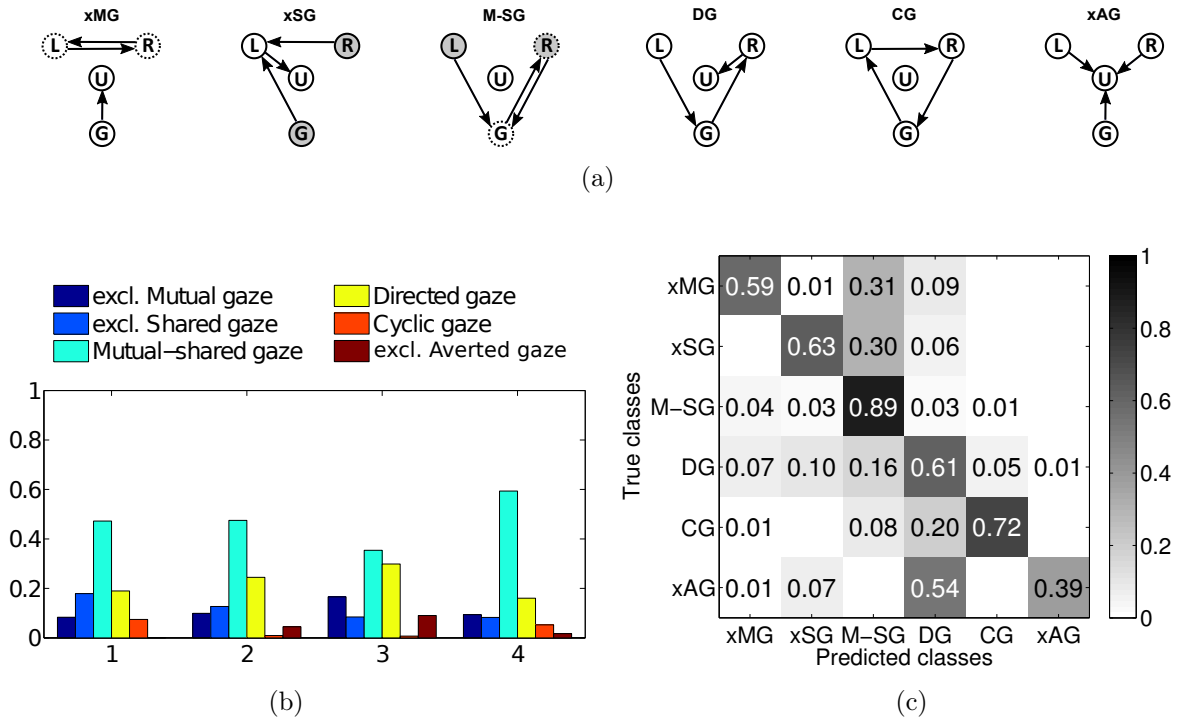 xMG xSG M-SG DG CG xAG
L R L R L R L R L R L R
U U U U U U
G G G G G G
(a)
excl. Mutual gaze
excl. Shared gaze
Mutual-shared gaze
Directed gaze
Cyclic gaze
excl. Averted gaze
1
0.8
0.6
0.4
0.2
0
1 2 3 4
(b)
True classes
xMG 0.59 0.01 0.31 0.09
xSG 0.63 0.30 0.06
M-SG 0.04 0.03 0.89 0.03 0.01
DG 0.07 0.10 0.16 0.61 0.05 0.01
CG 0.01 0.08 0.20 0.72
xAG 0.01 0.07 0.54 0.39
xMG xSG M-SG DG CG xAG
Predicted classes
1
0.8
0.6
0.4
0.2
0
(c)